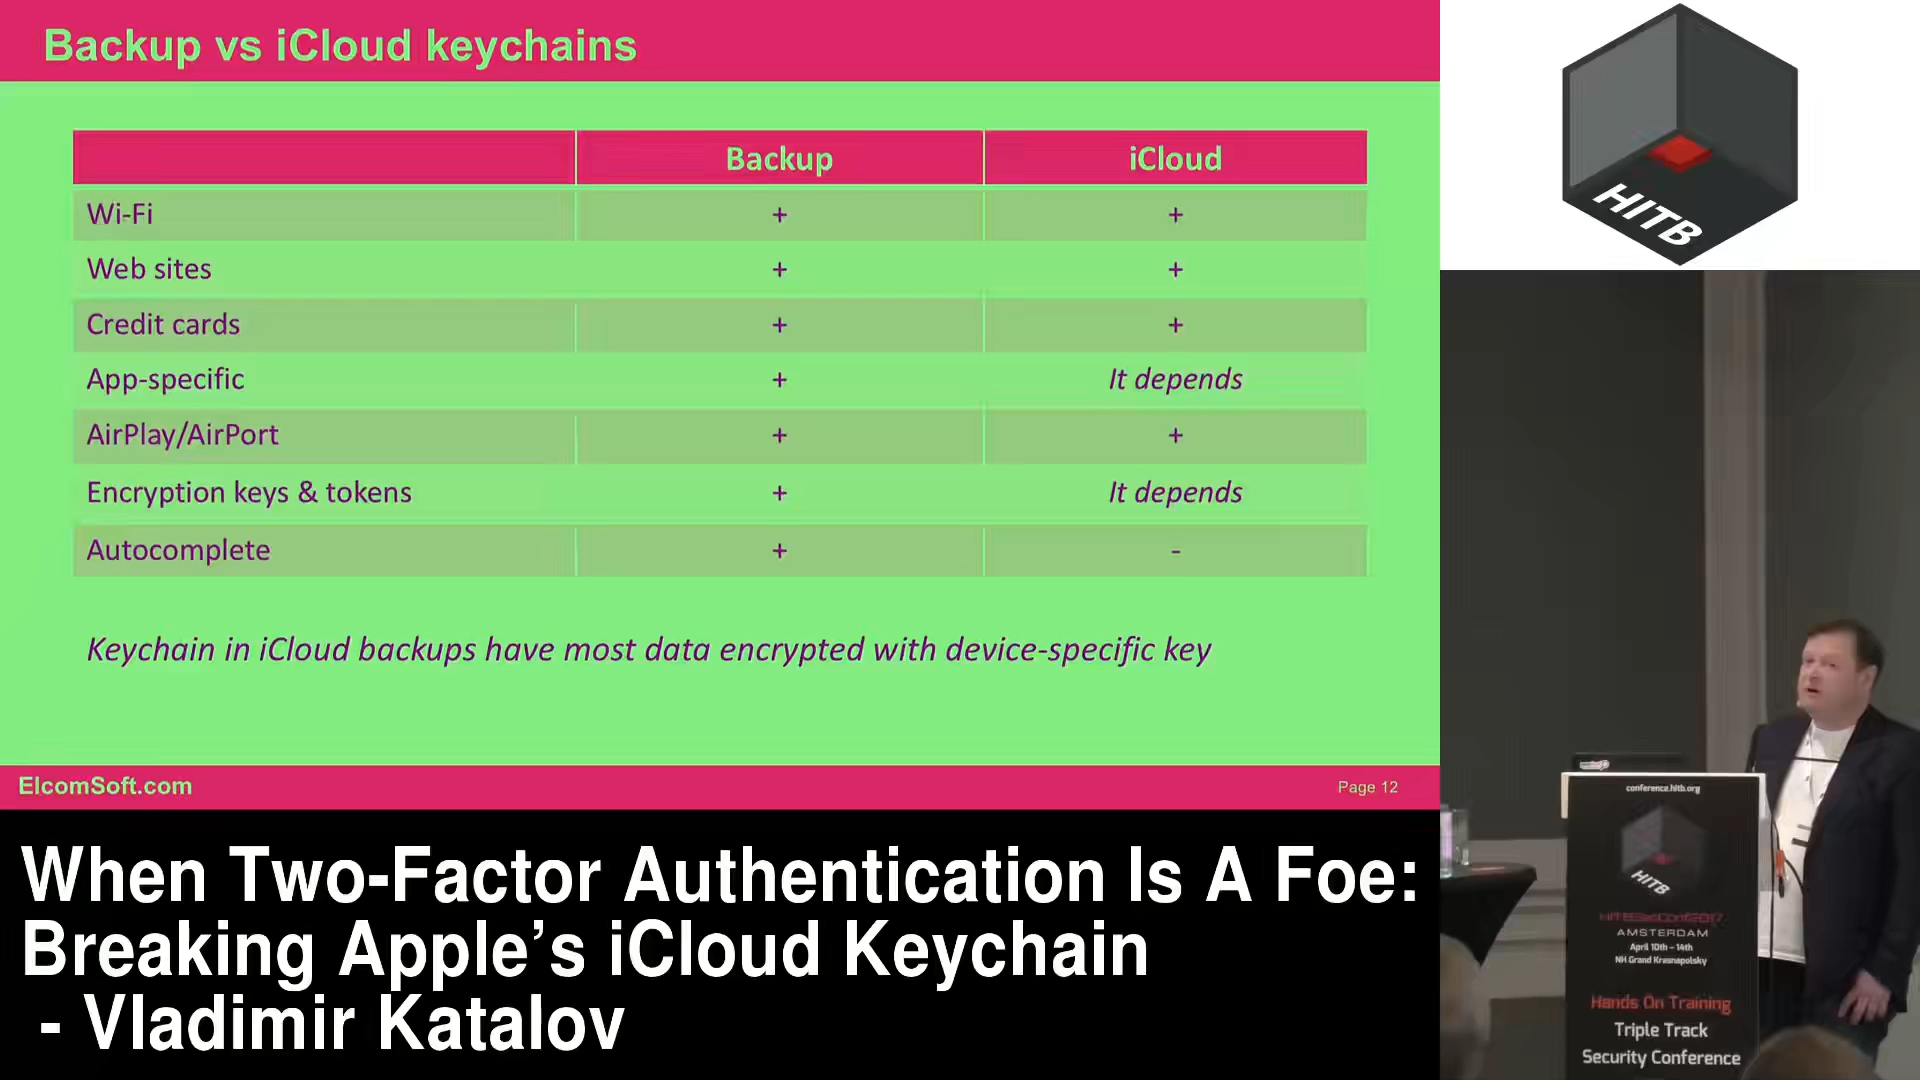 Backup vs iCloud keychains
Backup iCloud
Wi-Fi + +
Web sites + +
Credit cards + +
App-specific + It depends
AirPlay/AirPort + +
Encryption keys & tokens + It depends
Autocomplete + -
Keychain in iCloud backups have most data encrypted with device-specific key
ElcomSoft.com
Page 12
HITB
conference.hitb.org
HITB
HITBSecConf2017
AMSTERDAM
April 10th - 14th
NH Grand Krasnapolsky
Hands On Training
Triple Track
Security Conference
When Two-Factor Authentication Is A Foe:
Breaking Apple’s iCloud Keychain
- Vladimir Katalov